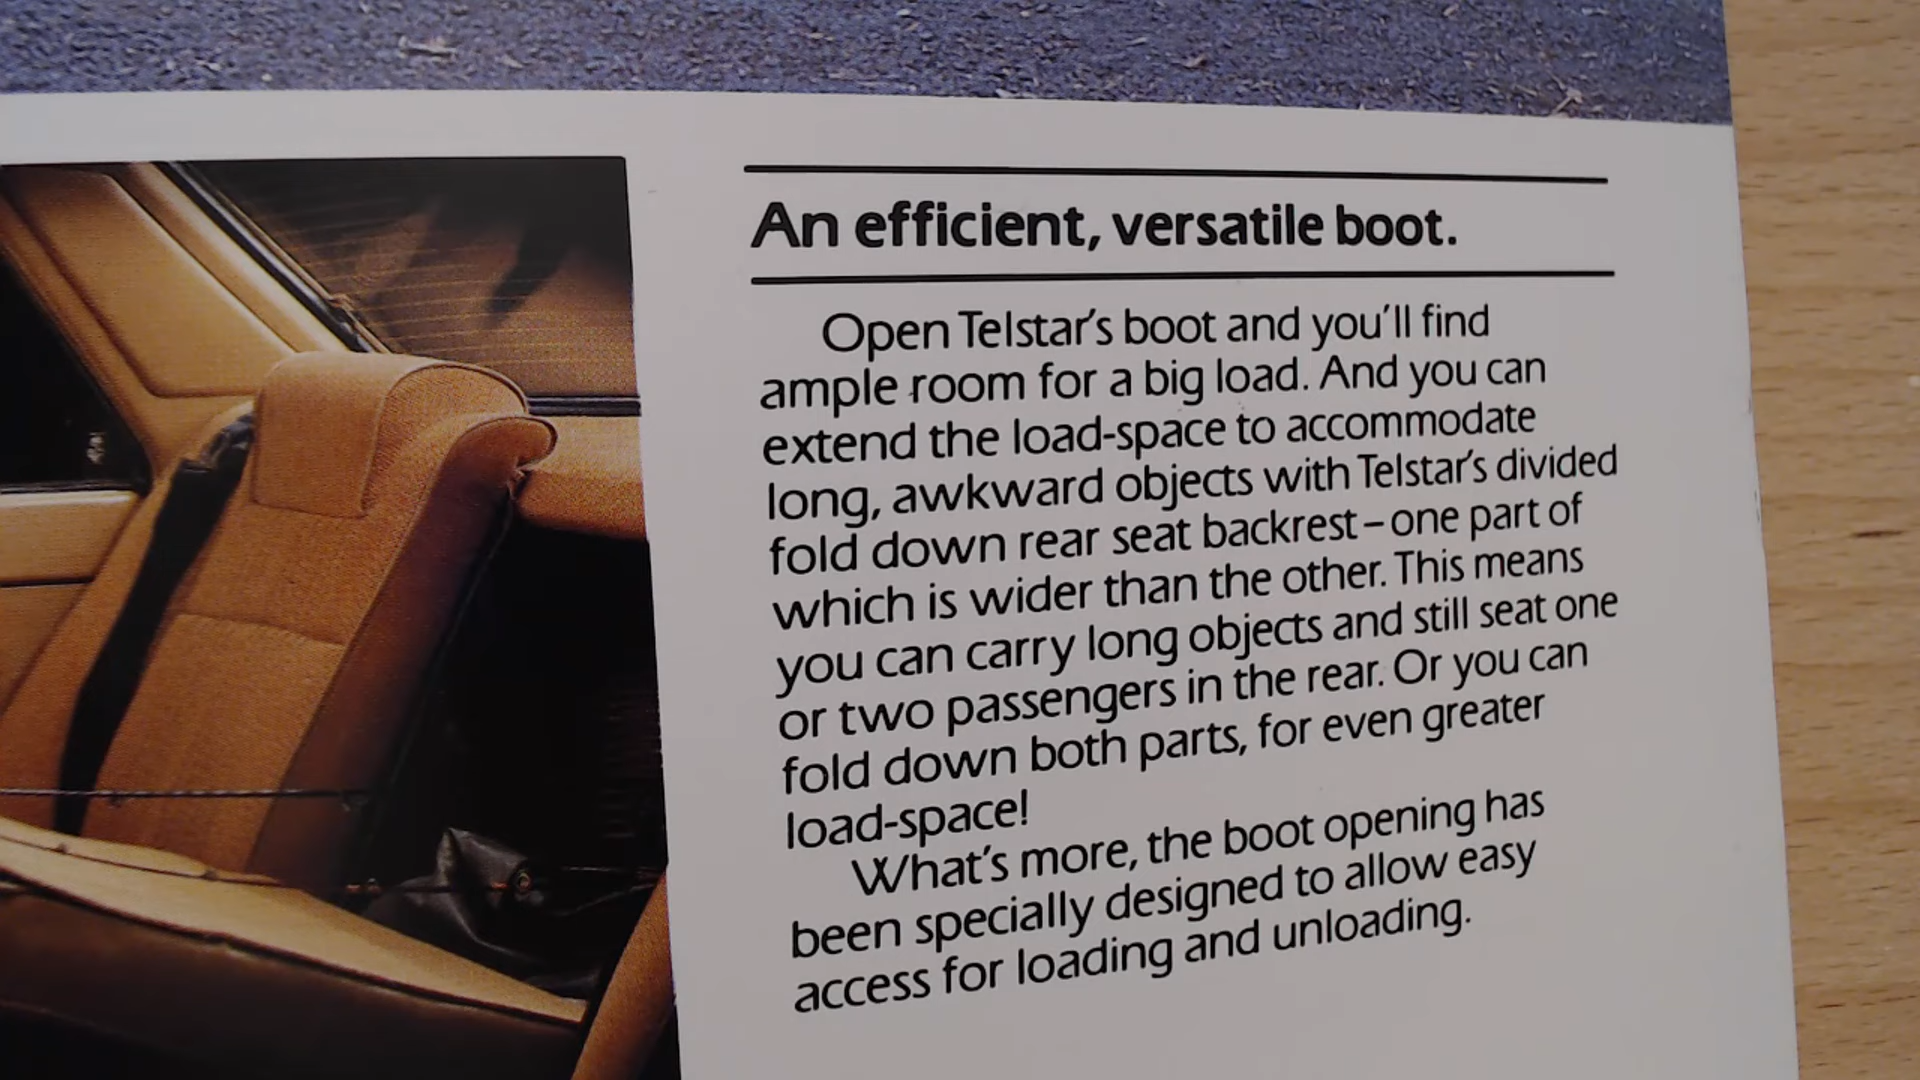 An efficient, versatile boot.
Open Telstar's boot and you'll find
ample room for a big load. And you can
extend the load-space to accommodate
long, awkward objects with Telstar's divided
fold down rear seat backrest – one part of
which is wider than the other. This means
you can carry long objects and still seat one
or two passengers in the rear. Or you can
fold down both parts, for even greater
load-space!
What's more, the boot opening has
been specially designed to allow easy
access for loading and unloading.